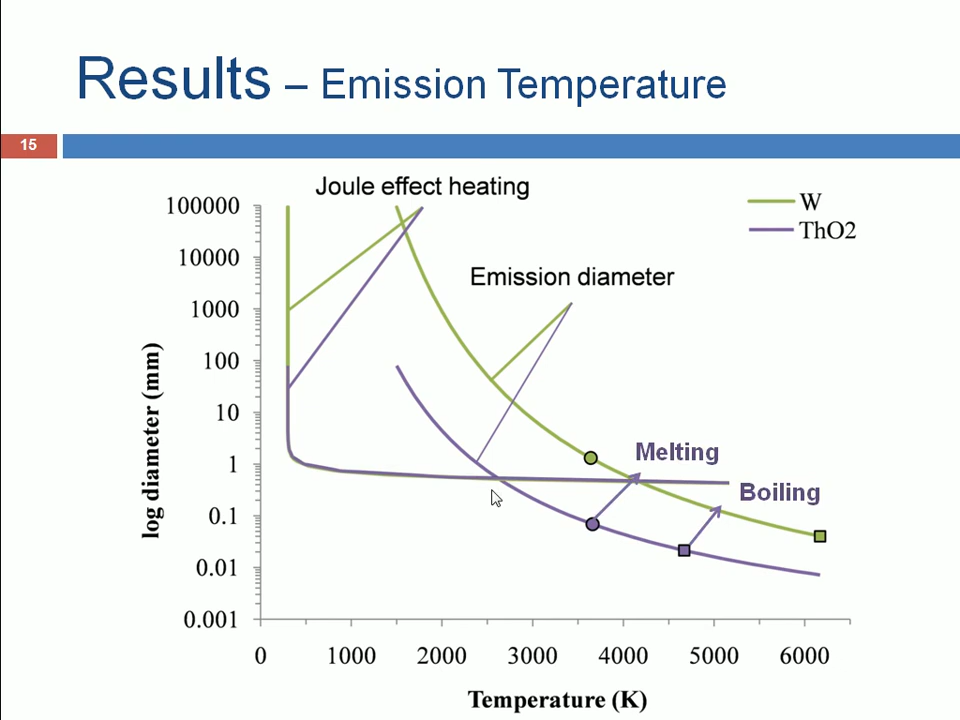 Results – Emission Temperature
15
Joule effect heating
W
ThO2
Emission diameter
Melting
Boiling
log diameter (mm)
100000
10000
1000
100
10
1
0.1
0.01
0.001
0 1000 2000 3000 4000 5000 6000
Temperature (K)